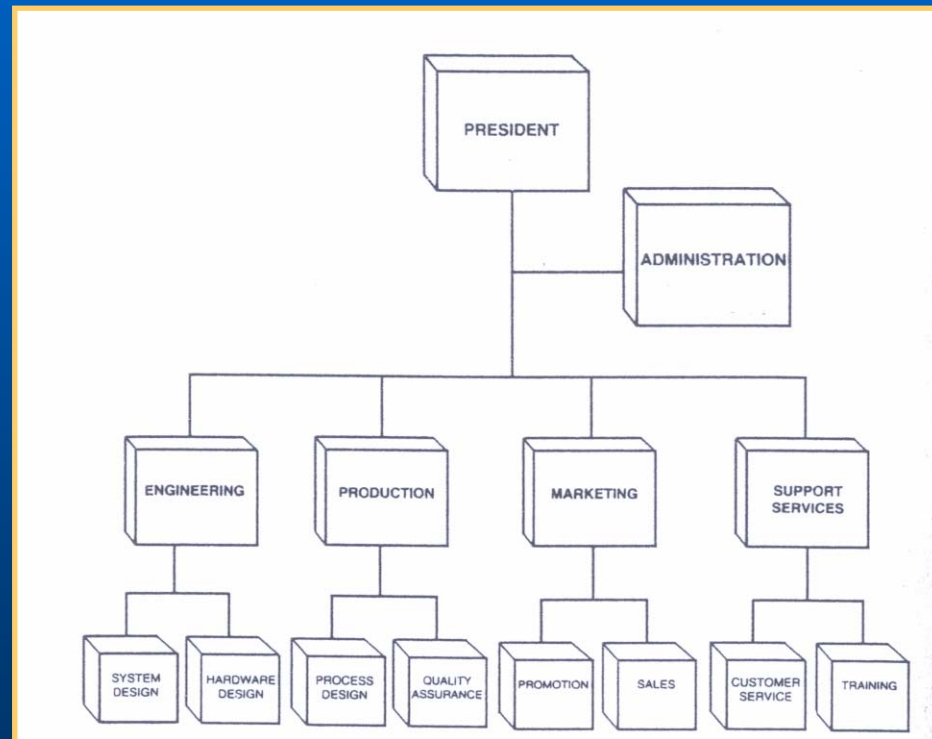 PRESIDENT
ADMINISTRATION
ENGINEERING
PRODUCTION
MARKETING
SUPPORT
SERVICES
SYSTEM
DESIGN
HARDWARE
DESIGN
PROCESS
DESIGN
QUALITY
ASSURANCE
PROMOTION
SALES
CUSTOMER
SERVICE
TRAINING